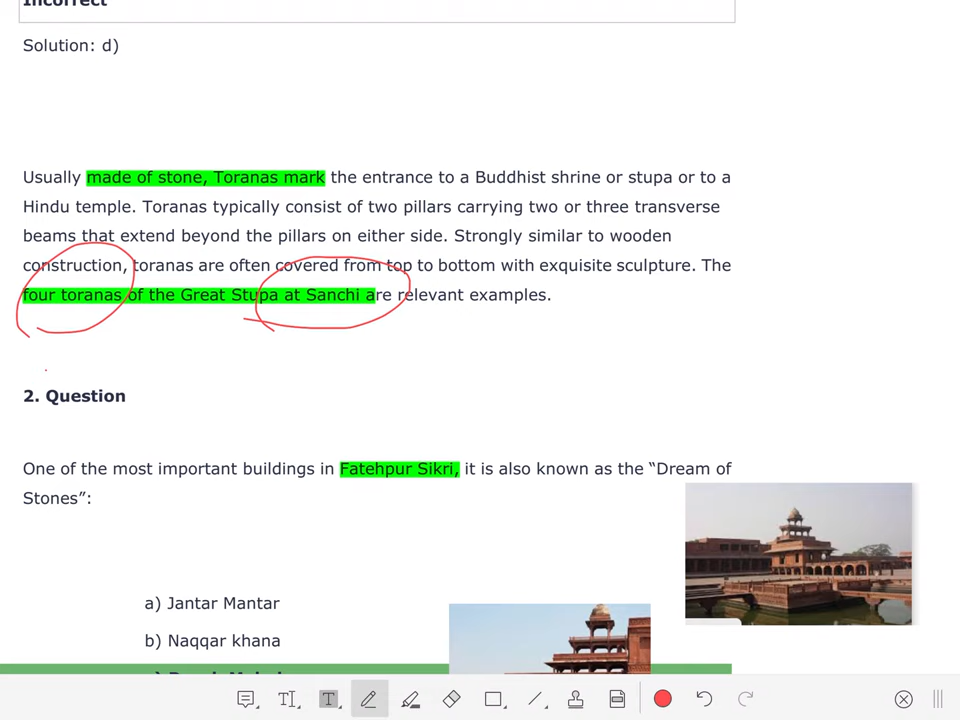 Incorrect
Solution: d)
Usually made of stone, Toranas mark the entrance to a Buddhist shrine or stupa or to a
Hindu temple. Toranas typically consist of two pillars carrying two or three transverse
beams that extend beyond the pillars on either side. Strongly similar to wooden
construction, toranas are often covered from top to bottom with exquisite sculpture. The
four toranas of the Great Stupa at Sanchi are relevant examples.
2. Question
One of the most important buildings in Fatehpur Sikri, it is also known as the “Dream of
Stones”:
a) Jantar Mantar
b) Naqqar khana